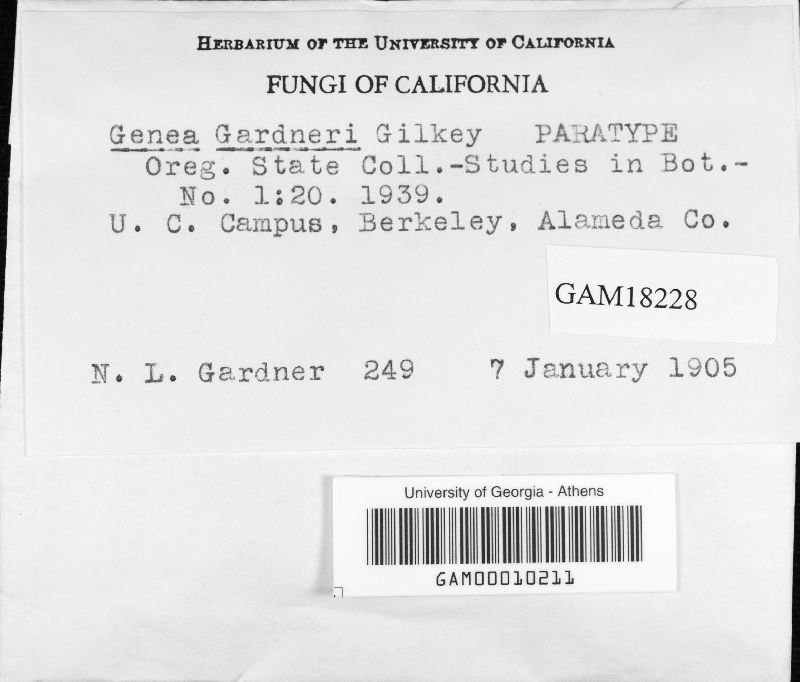 HERBARIUM OF THE UNIVERSITY OF CALIFORNIA
FUNGI OF CALIFORNIA
Genea Gardneri Gilkey PARATYPE
Oreg. State Coll.-Studies in Bot.-
No. 1:20. 1939.
U. C. Campus, Berkeley, Alameda Co.
GAM18228
N. L. Gardner 249 7 January 1905
University of Georgia - Athens
GAM00010211